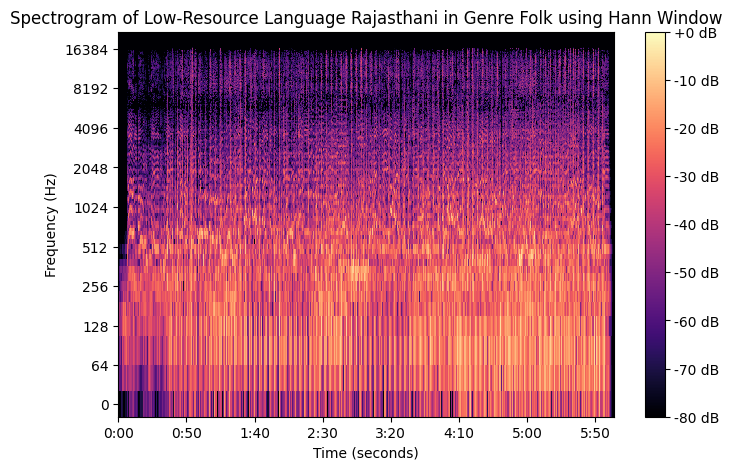 Spectrogram of Low-Resource Language Rajasthani in Genre Folk using Hann Window
Frequency (Hz)
16384
8192
4096
2048
1024
512
256
128
64
0
0:00 0:50 1:40 2:30 3:20 4:10 5:00 5:50
Time (seconds)
+0 dB
-10 dB
-20 dB
-30 dB
-40 dB
-50 dB
-60 dB
-70 dB
-80 dB